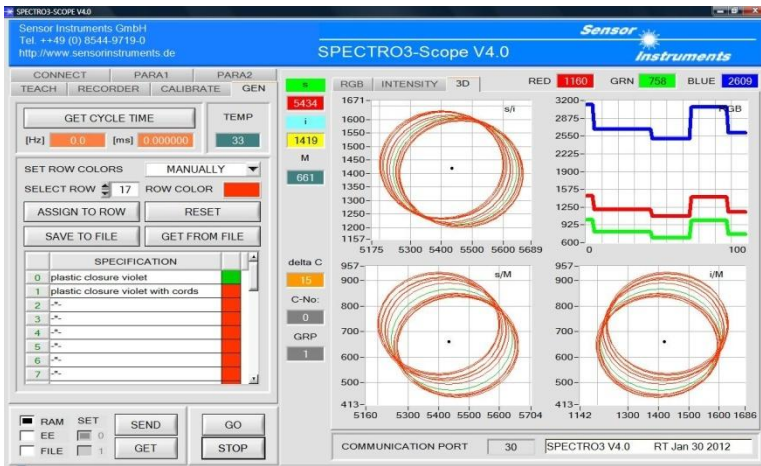 SPECTRO3-SCOPE V4.0
Sensor Instruments GmbH
Tel. ++49 (0) 8544-9719-0
http://www.sensorinstruments.de
SPECTRO3-Scope V4.0
Sensor Instruments
CONNECT PARA1 PARA2
TEACH RECORDER CALIBRATE GEN
GET CYCLE TIME
TEMP
[Hz] 0.0 [ms] 0.000000 33
SET ROW COLORS MANUALLY
SELECT ROW 17 ROW COLOR
ASSIGN TO ROW RESET
SAVE TO FILE GET FROM FILE
SPECIFICATION
0 plastic closure violet
1 plastic closure violet with cords
2 -"-
3 -"-
4 -"-
5 -"-
6 -"-
7 -"-
RAM SET SEND GO
EE 0
FILE 1 GET STOP
s
5434
i
1419
M
661
delta C
15
C-No:
0
GRP
1
RGB INTENSITY 3D
RED 1160 GRN 758 BLUE 2609
s/i
1671
1600
1550
1500
1450
1400
1350
1300
1250
1200
1157
5175 5300 5400 5500 5600 5689
RGB
3200
2875
2550
2225
1900
1575
1250
925
600
0 100
s/M
957
900
800
700
600
500
413
5160 5300 5400 5500 5600 5704
i/M
957
900
800
700
600
500
413
1142 1300 1400 1500 1600 1686
COMMUNICATION PORT 30 SPECTRO3 V4.0 RT Jan 30 2012